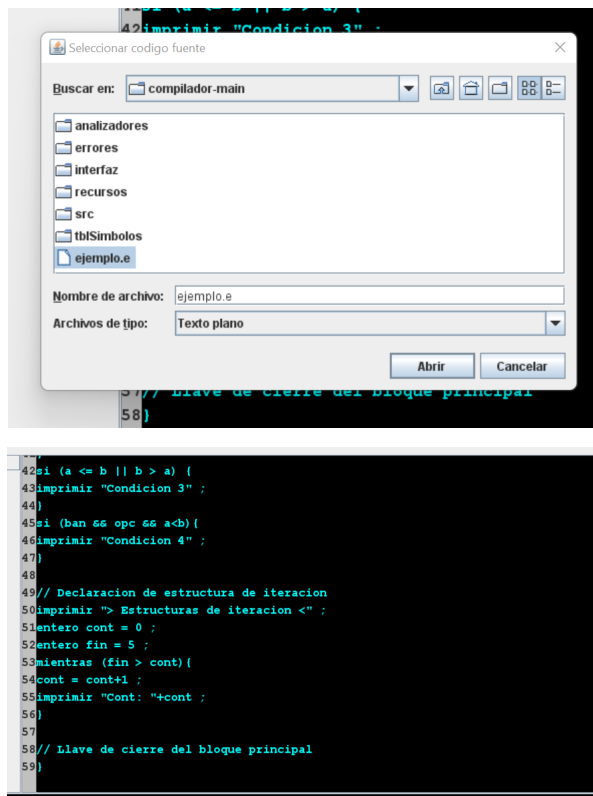 41si (a <= b || b > a) {
42imprimir "Condicion 3" ;
Seleccionar codigo fuente
Buscar en: compilador-main
analizadores
errores
interfaz
recursos
src
tblSimbolos
ejemplo.e
Nombre de archivo: ejemplo.e
Archivos de tipo: Texto plano
Abrir Cancelar
57// Llave de cierre del bloque principal
58}
42si (a <= b || b > a) {
43imprimir "Condicion 3" ;
44}
45si (ban && opc && a<b){
46imprimir "Condicion 4" ;
47}
48
49// Declaracion de estructura de iteracion
50imprimir "> Estructuras de iteracion <" ;
51entero cont = 0 ;
52entero fin = 5 ;
53mientras (fin > cont){
54cont = cont+1 ;
55imprimir "Cont: "+cont ;
56}
57
58// Llave de cierre del bloque principal
59}